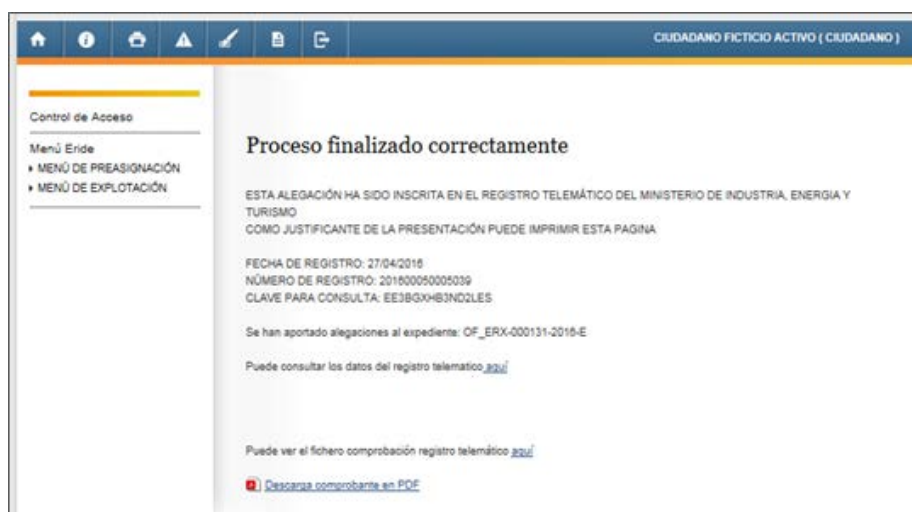 CIUDADANO FICTICIO ACTIVO ( CIUDADANO )
Control de Acceso
Menú Eride
MENÚ DE PREASIGNACIÓN
MENÚ DE EXPLOTACIÓN
Proceso finalizado correctamente
ESTA ALEGACIÓN HA SIDO INSCRITA EN EL REGISTRO TELEMÁTICO DEL MINISTERIO DE INDUSTRIA, ENERGIA Y
TURISMO
COMO JUSTIFICANTE DE LA PRESENTACIÓN PUEDE IMPRIMIR ESTA PAGINA
FECHA DE REGISTRO: 27/04/2016
NÚMERO DE REGISTRO: 201600050005039
CLAVE PARA CONSULTA: EE3BGXHB3ND2LES
Se han aportado alegaciones al expediente: OF_ERX-000131-2016-E
Puede consultar los datos del registro telematico aquí
Puede ver el fichero comprobación registro telemático aquí
Descarga comprobante en PDF